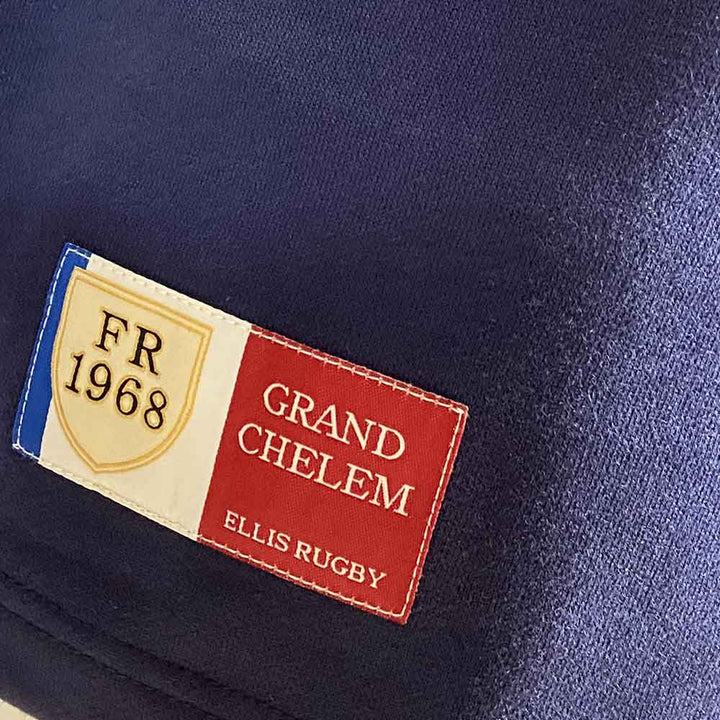 FR
1968
GRAND
CHELEM
ELLIS RUGBY